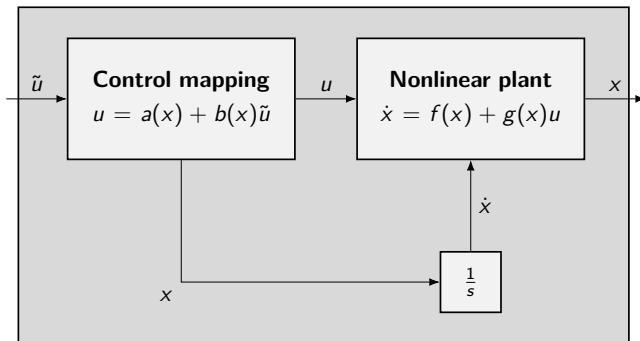 ũ
Control mapping
u = a(x) + b(x)ũ
u
Nonlinear plant
ẋ = f(x) + g(x)u
x
ẋ
x
1/s